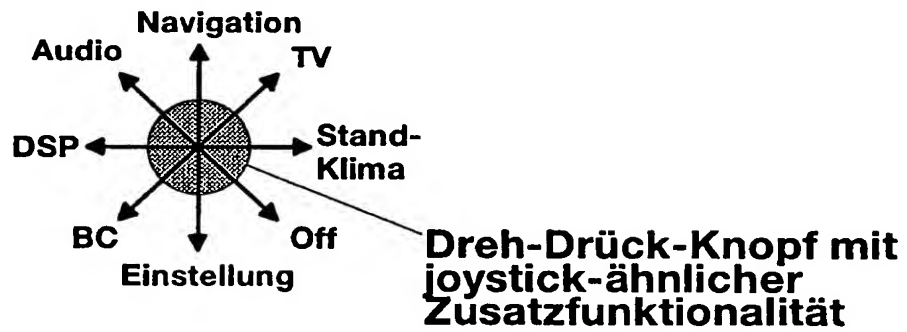 Navigation
Audio
TV
DSP
Stand-
Klima
BC
Off
Einstellung
Dreh-Drück-Knopf mit
joystick-ähnlicher
Zusatzfunktionalität